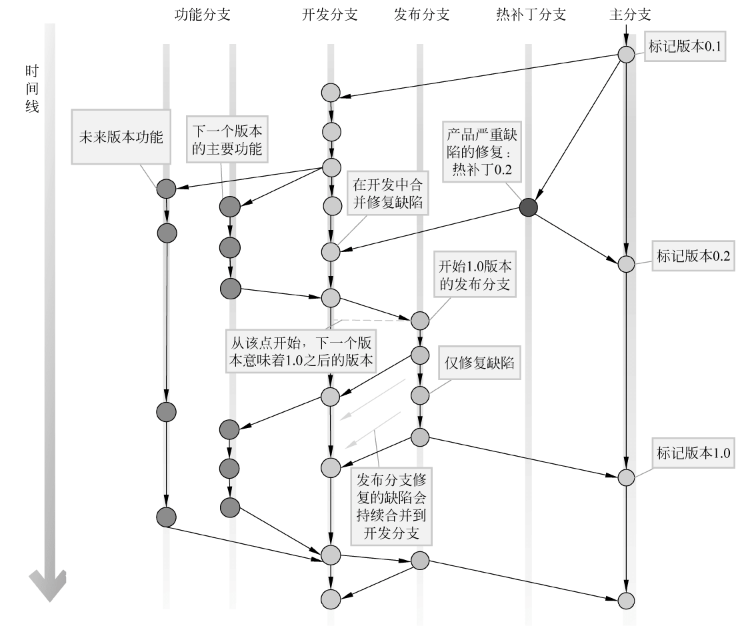 功能分支
开发分支
发布分支
热补丁分支
主分支
时
间
线
标记版本0.1
未来版本功能
下一个版本
的主要功能
产品严重缺
陷的修复：
热补丁0.2
在开发中合
并修复缺陷
标记版本0.2
开始1.0版本
的发布分支
从该点开始，下一个版
本意味着1.0之后的版本
仅修复缺陷
标记版本1.0
发布分支修
复的缺陷会
持续合并到
开发分支